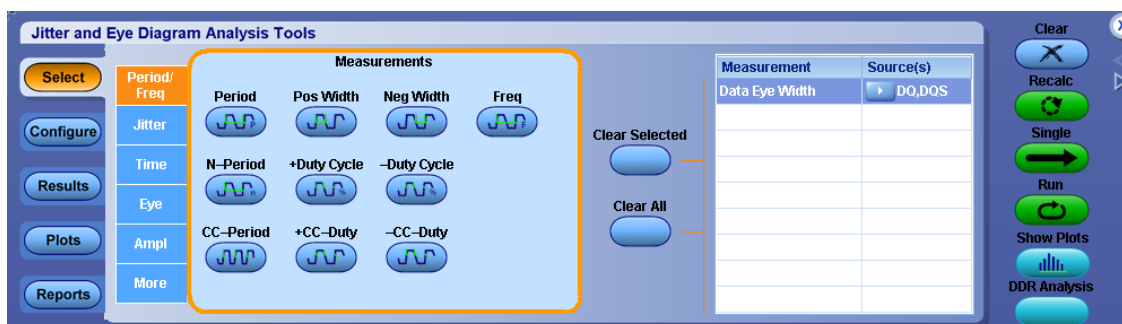 Jitter and Eye Diagram Analysis Tools
Select
Configure
Results
Plots
Reports
Period/
Freq
Jitter
Time
Eye
Ampl
More
Measurements
Period Pos Width Neg Width Freq
N–Period +Duty Cycle –Duty Cycle
CC–Period +CC–Duty –CC–Duty
Clear Selected
Clear All
Measurement Source(s)
Data Eye Width DQ,DQS
Clear
Recalc
Single
Run
Show Plots
DDR Analysis